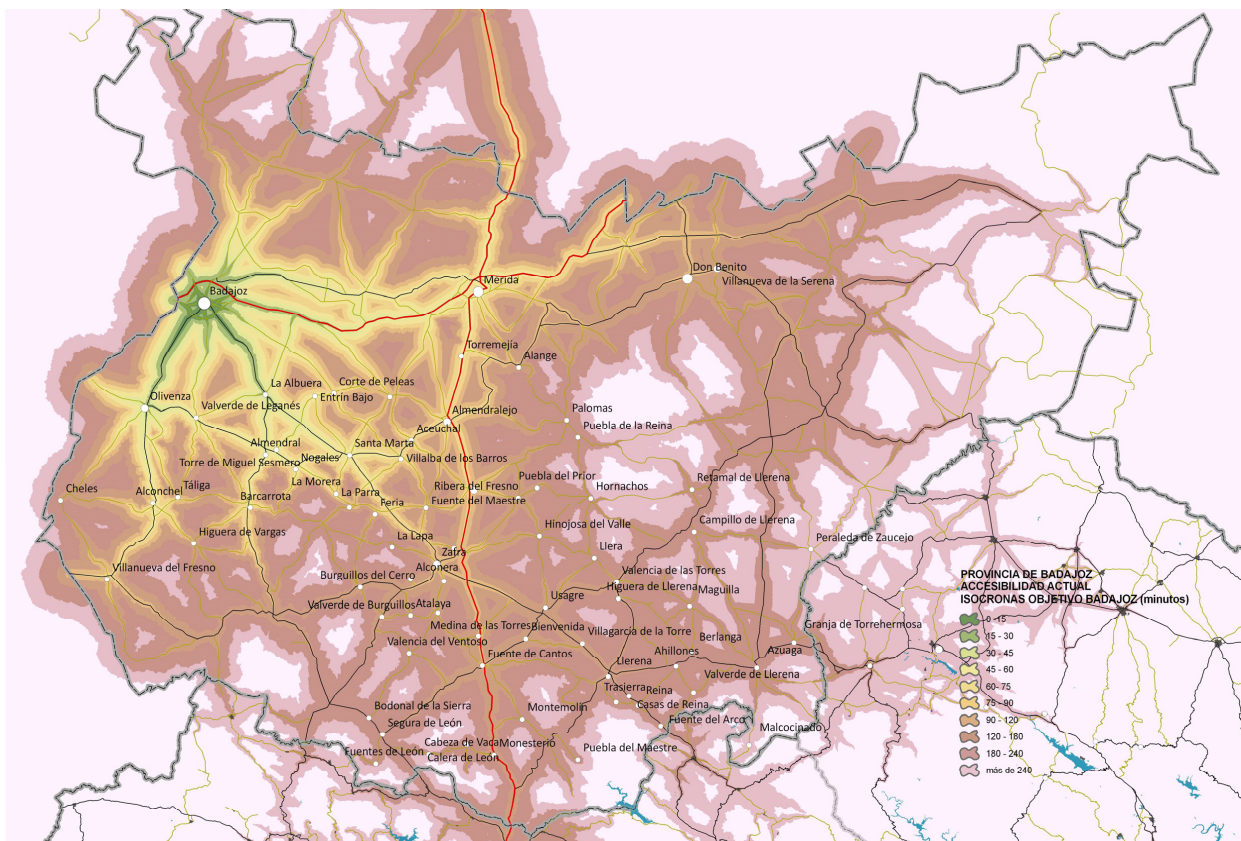 Badajoz
Mérida
Don Benito
Villanueva de la Serena
Torremejía
Alange
La Albuera
Corte de Peleas
Olivenza
Entrín Bajo
Valverde de Leganés
Almendralejo
Palomas
Aceuchal
Puebla de la Reina
Almendral
Santa Marta
Nogales
Villalba de los Barros
Torre de Miguel Sesmero
Puebla del Prior
Retamal de Llerena
La Morera
Táliga
Ribera del Fresno
Cheles
Alconchel
Barcarrota
La Parra
Hornachos
Feria
Fuente del Maestre
Hinojosa del Valle
Campillo de Llerena
Higuera de Vargas
La Lapa
Peraleda de Zaucejo
Zafra
Llera
Villanueva del Fresno
Alconera
Valencia de las Torres
PROVINCIA DE BADAJOZ
ACCESIBILIDAD ACTUAL
ISOCRONAS OBJETIVO BADAJOZ (minutos)
Burguillos del Cerro
Higuera de Llerena
Maguilla
Usagre
Valverde de Burguillos
Atalaya
0 - 15
Medina de las Torres
Bienvenida
Villagarcía de la Torre
Granja de Torrehermosa
15 - 30
Berlanga
Valencia del Ventoso
30 - 45
Fuente de Cantos
Ahillones
Azuaga
Llerena
45 - 60
Valverde de Llerena
Trasierra
Reina
60 - 75
Bodonal de la Sierra
Montemolín
Casas de Reina
75 - 90
Segura de León
Fuente del Arco
Malcocinado
90 - 120
Cabeza de Vaca
Monesterio
120 - 180
Fuentes de León
Calera de León
Puebla del Maestre
180 - 240
más de 240